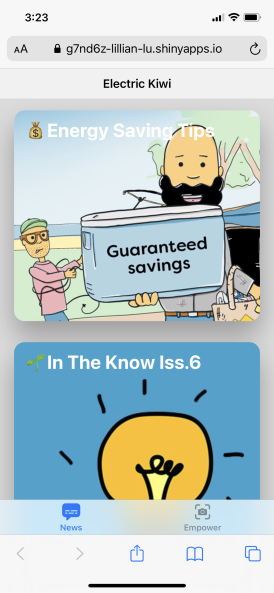 3:23
AA g7nd6z-lillian-lu.shinyapps.io
Electric Kiwi
💰 Energy Saving Tips
Guaranteed
savings
🌱 In The Know Iss.6
News Empower